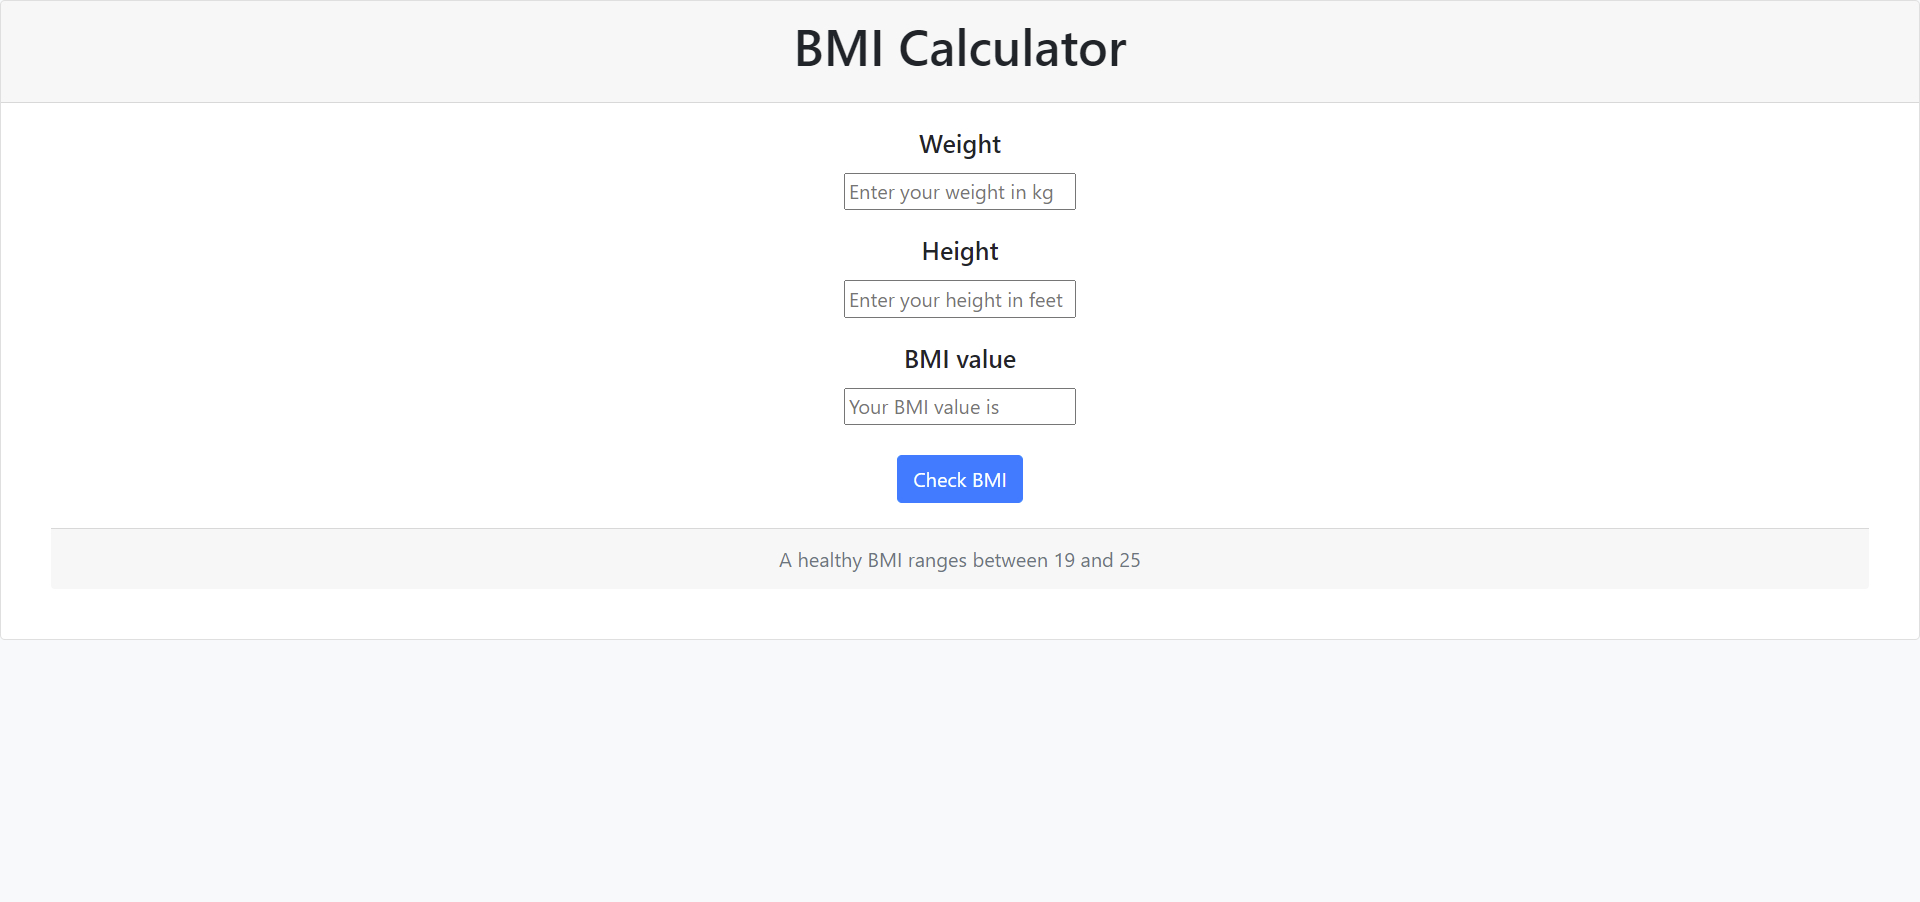 BMI Calculator
Weight
Enter your weight in kg
Height
Enter your height in feet
BMI value
Your BMI value is
Check BMI
A healthy BMI ranges between 19 and 25